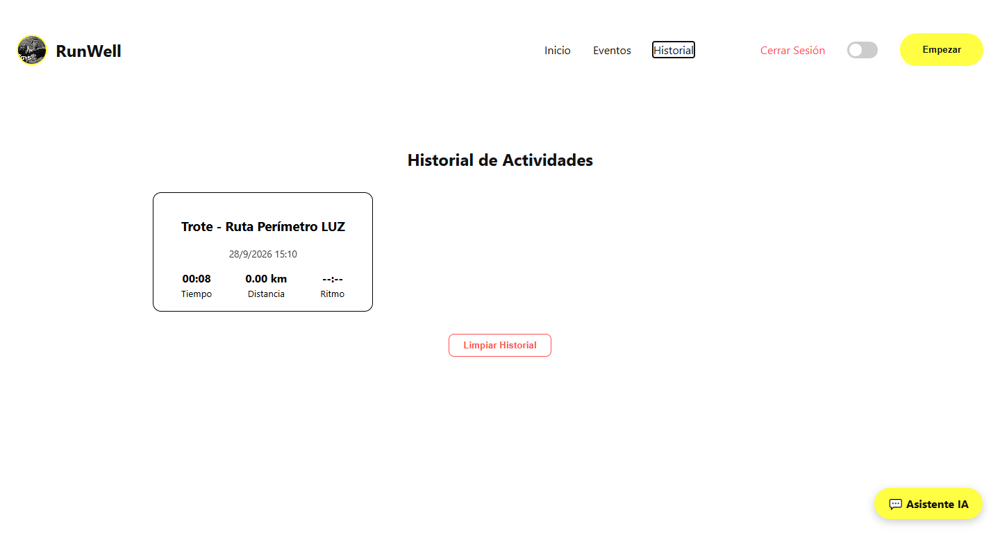 RunWell
Inicio Eventos Historial Cerrar Sesión Empezar
Historial de Actividades
Trote - Ruta Perímetro LUZ
28/9/2026 15:10
00:08 0.00 km --:--
Tiempo Distancia Ritmo
Limpiar Historial
Asistente IA